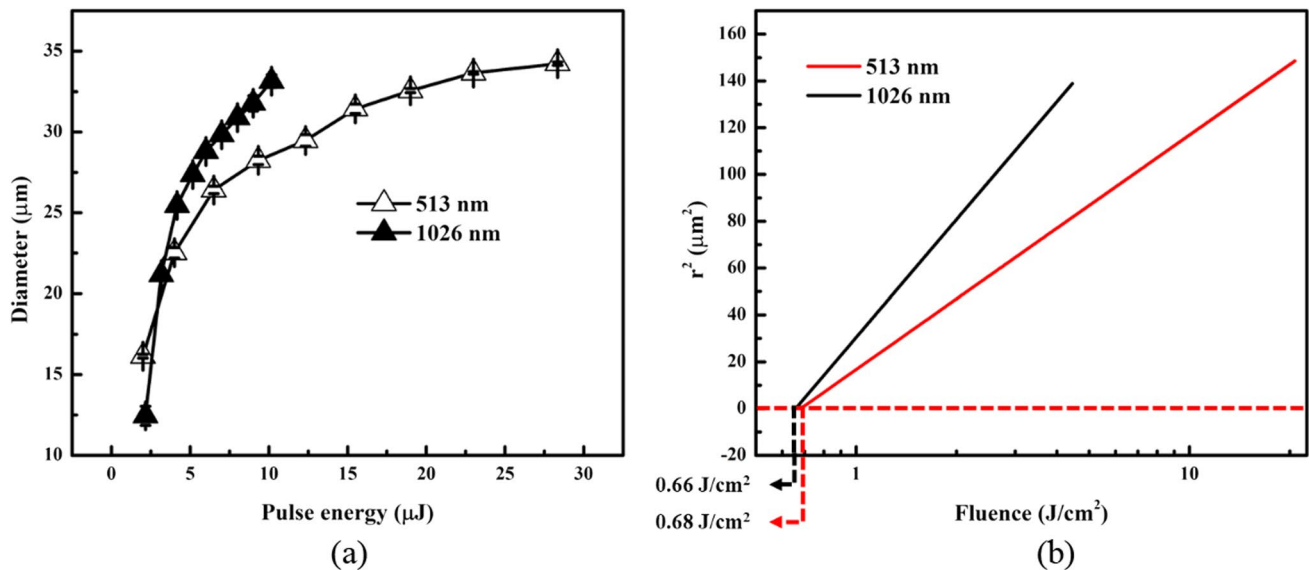 35
30
25
20
15
10
0
5
10
15
20
25
30
Diameter (μm)
Pulse energy (μJ)
513 nm
1026 nm
(a)
160
140
120
100
80
60
40
20
0
-20
1
10
r² (μm²)
Fluence (J/cm²)
513 nm
1026 nm
0.66 J/cm²
0.68 J/cm²
(b)